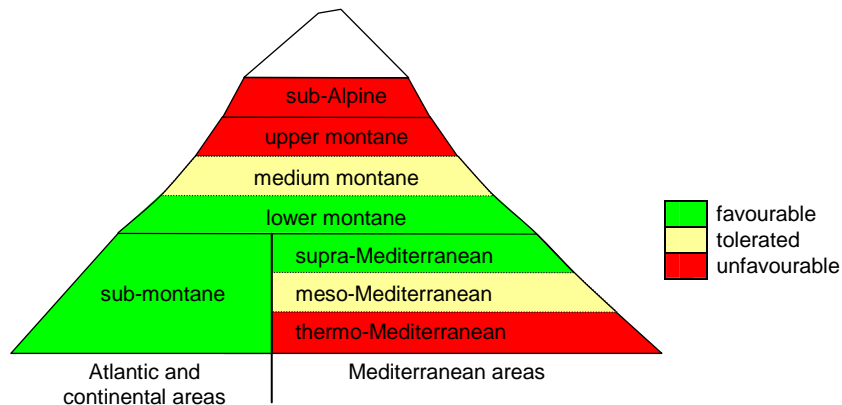 sub-Alpine
upper montane
medium montane
lower montane
supra-Mediterranean
sub-montane
meso-Mediterranean
thermo-Mediterranean
Atlantic and
continental areas
Mediterranean areas
favourable
tolerated
unfavourable